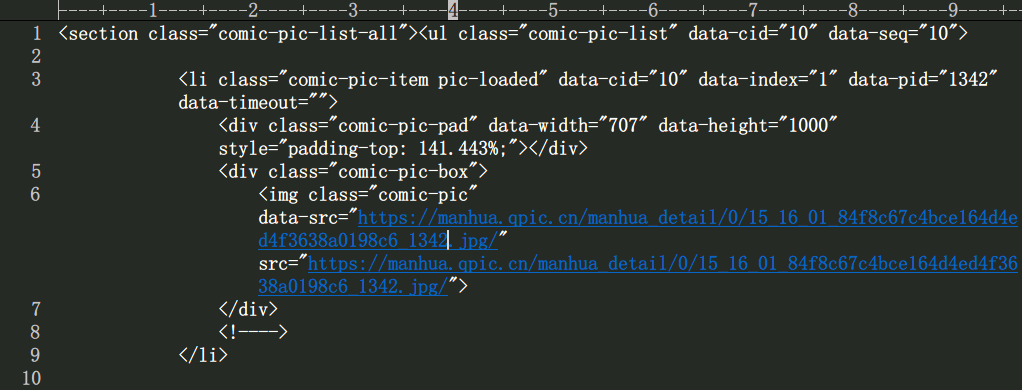 |----+----1----+----2----+----3----+----4----+----5----+----6----+----7----+----8----+----9----+-
1 <section class="comic-pic-list-all"><ul class="comic-pic-list" data-cid="10" data-seq="10">
2
3 <li class="comic-pic-item pic-loaded" data-cid="10" data-index="1" data-pid="1342"
data-timeout="">
4 <div class="comic-pic-pad" data-width="707" data-height="1000"
style="padding-top: 141.443%;"></div>
5 <div class="comic-pic-box">
6 <img class="comic-pic"
data-src="https://manhua.qpic.cn/manhua_detail/0/15_16_01_84f8c67c4bce164d4e
d4f3638a0198c6_1342.jpg/"
src="https://manhua.qpic.cn/manhua_detail/0/15_16_01_84f8c67c4bce164d4ed4f36
38a0198c6_1342.jpg/">
7 </div>
8 <!---->
9 </li>
10